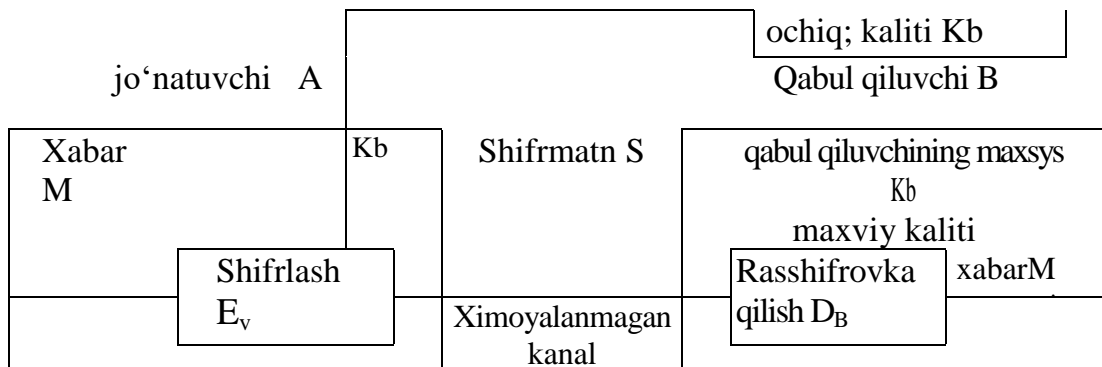 ochiq; kaliti Kb
jo‘natuvchi A
Qabul qiluvchi B
Xabar
M
Kb
Shifrmatn S
qabul qiluvchining maxsys
Kb
maxviy kaliti
Shifrlash
Ev
Rasshifrovka
qilish DB
xabarM
Ximoyalanmagan
kanal